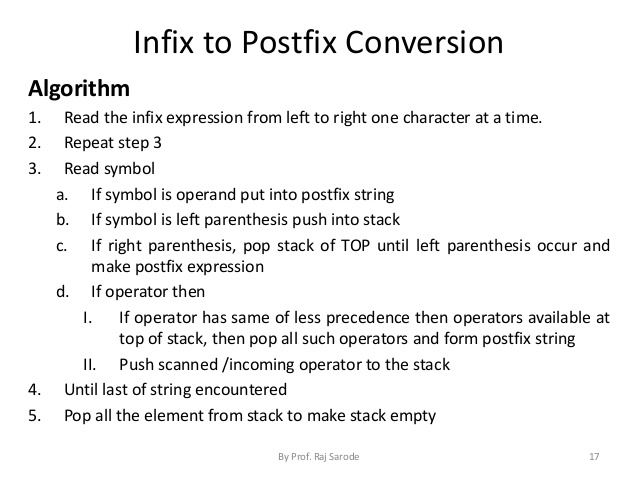 Infix to Postfix Conversion
Algorithm
1. Read the infix expression from left to right one character at a time.
2. Repeat step 3
3. Read symbol
a. If symbol is operand put into postfix string
b. If symbol is left parenthesis push into stack
c. If right parenthesis, pop stack of TOP until left parenthesis occur and
make postfix expression
d. If operator then
I. If operator has same of less precedence then operators available at
top of stack, then pop all such operators and form postfix string
II. Push scanned /incoming operator to the stack
4. Until last of string encountered
5. Pop all the element from stack to make stack empty
By Prof. Raj Sarode
17